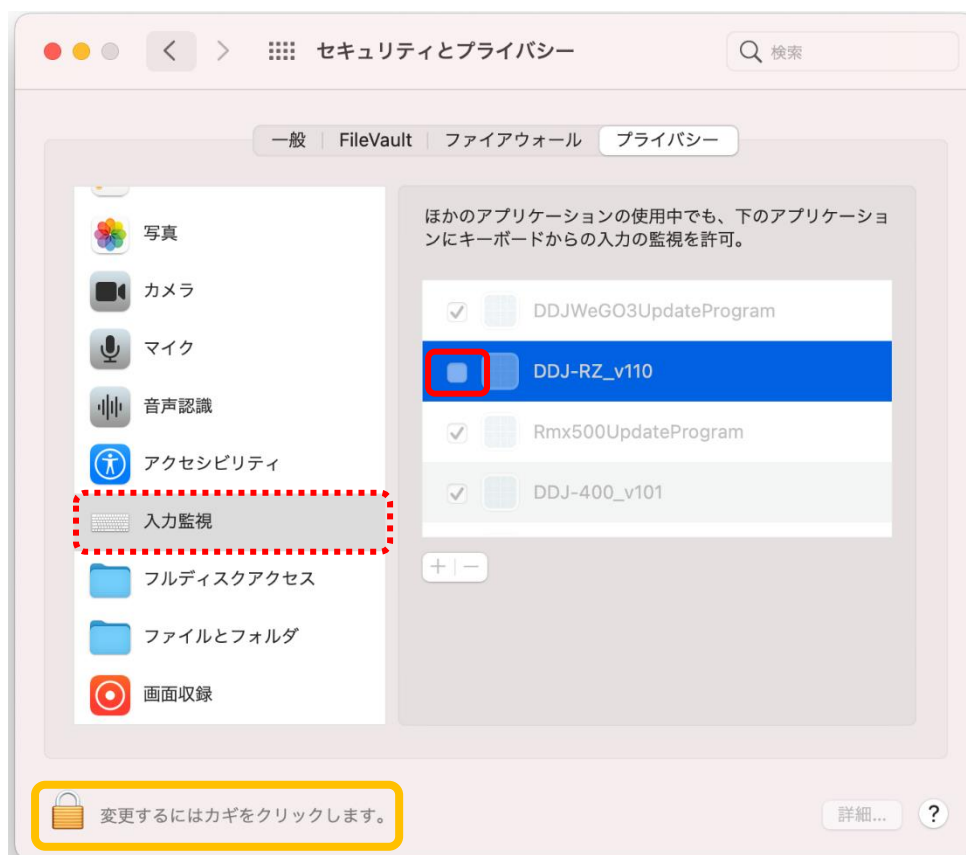 セキュリティとプライバシー
検索
一般
FileVault
ファイアウォール
プライバシー
写真
カメラ
マイク
音声認識
アクセシビリティ
入力監視
フルディスクアクセス
ファイルとフォルダ
画面収録
ほかのアプリケーションの使用中でも、下のアプリケーショ
ンにキーボードからの入力の監視を許可。
DDJWeGO3UpdateProgram
DDJ-RZ_v110
Rmx500UpdateProgram
DDJ-400_v101
変更するにはカギをクリックします。
詳細...
?